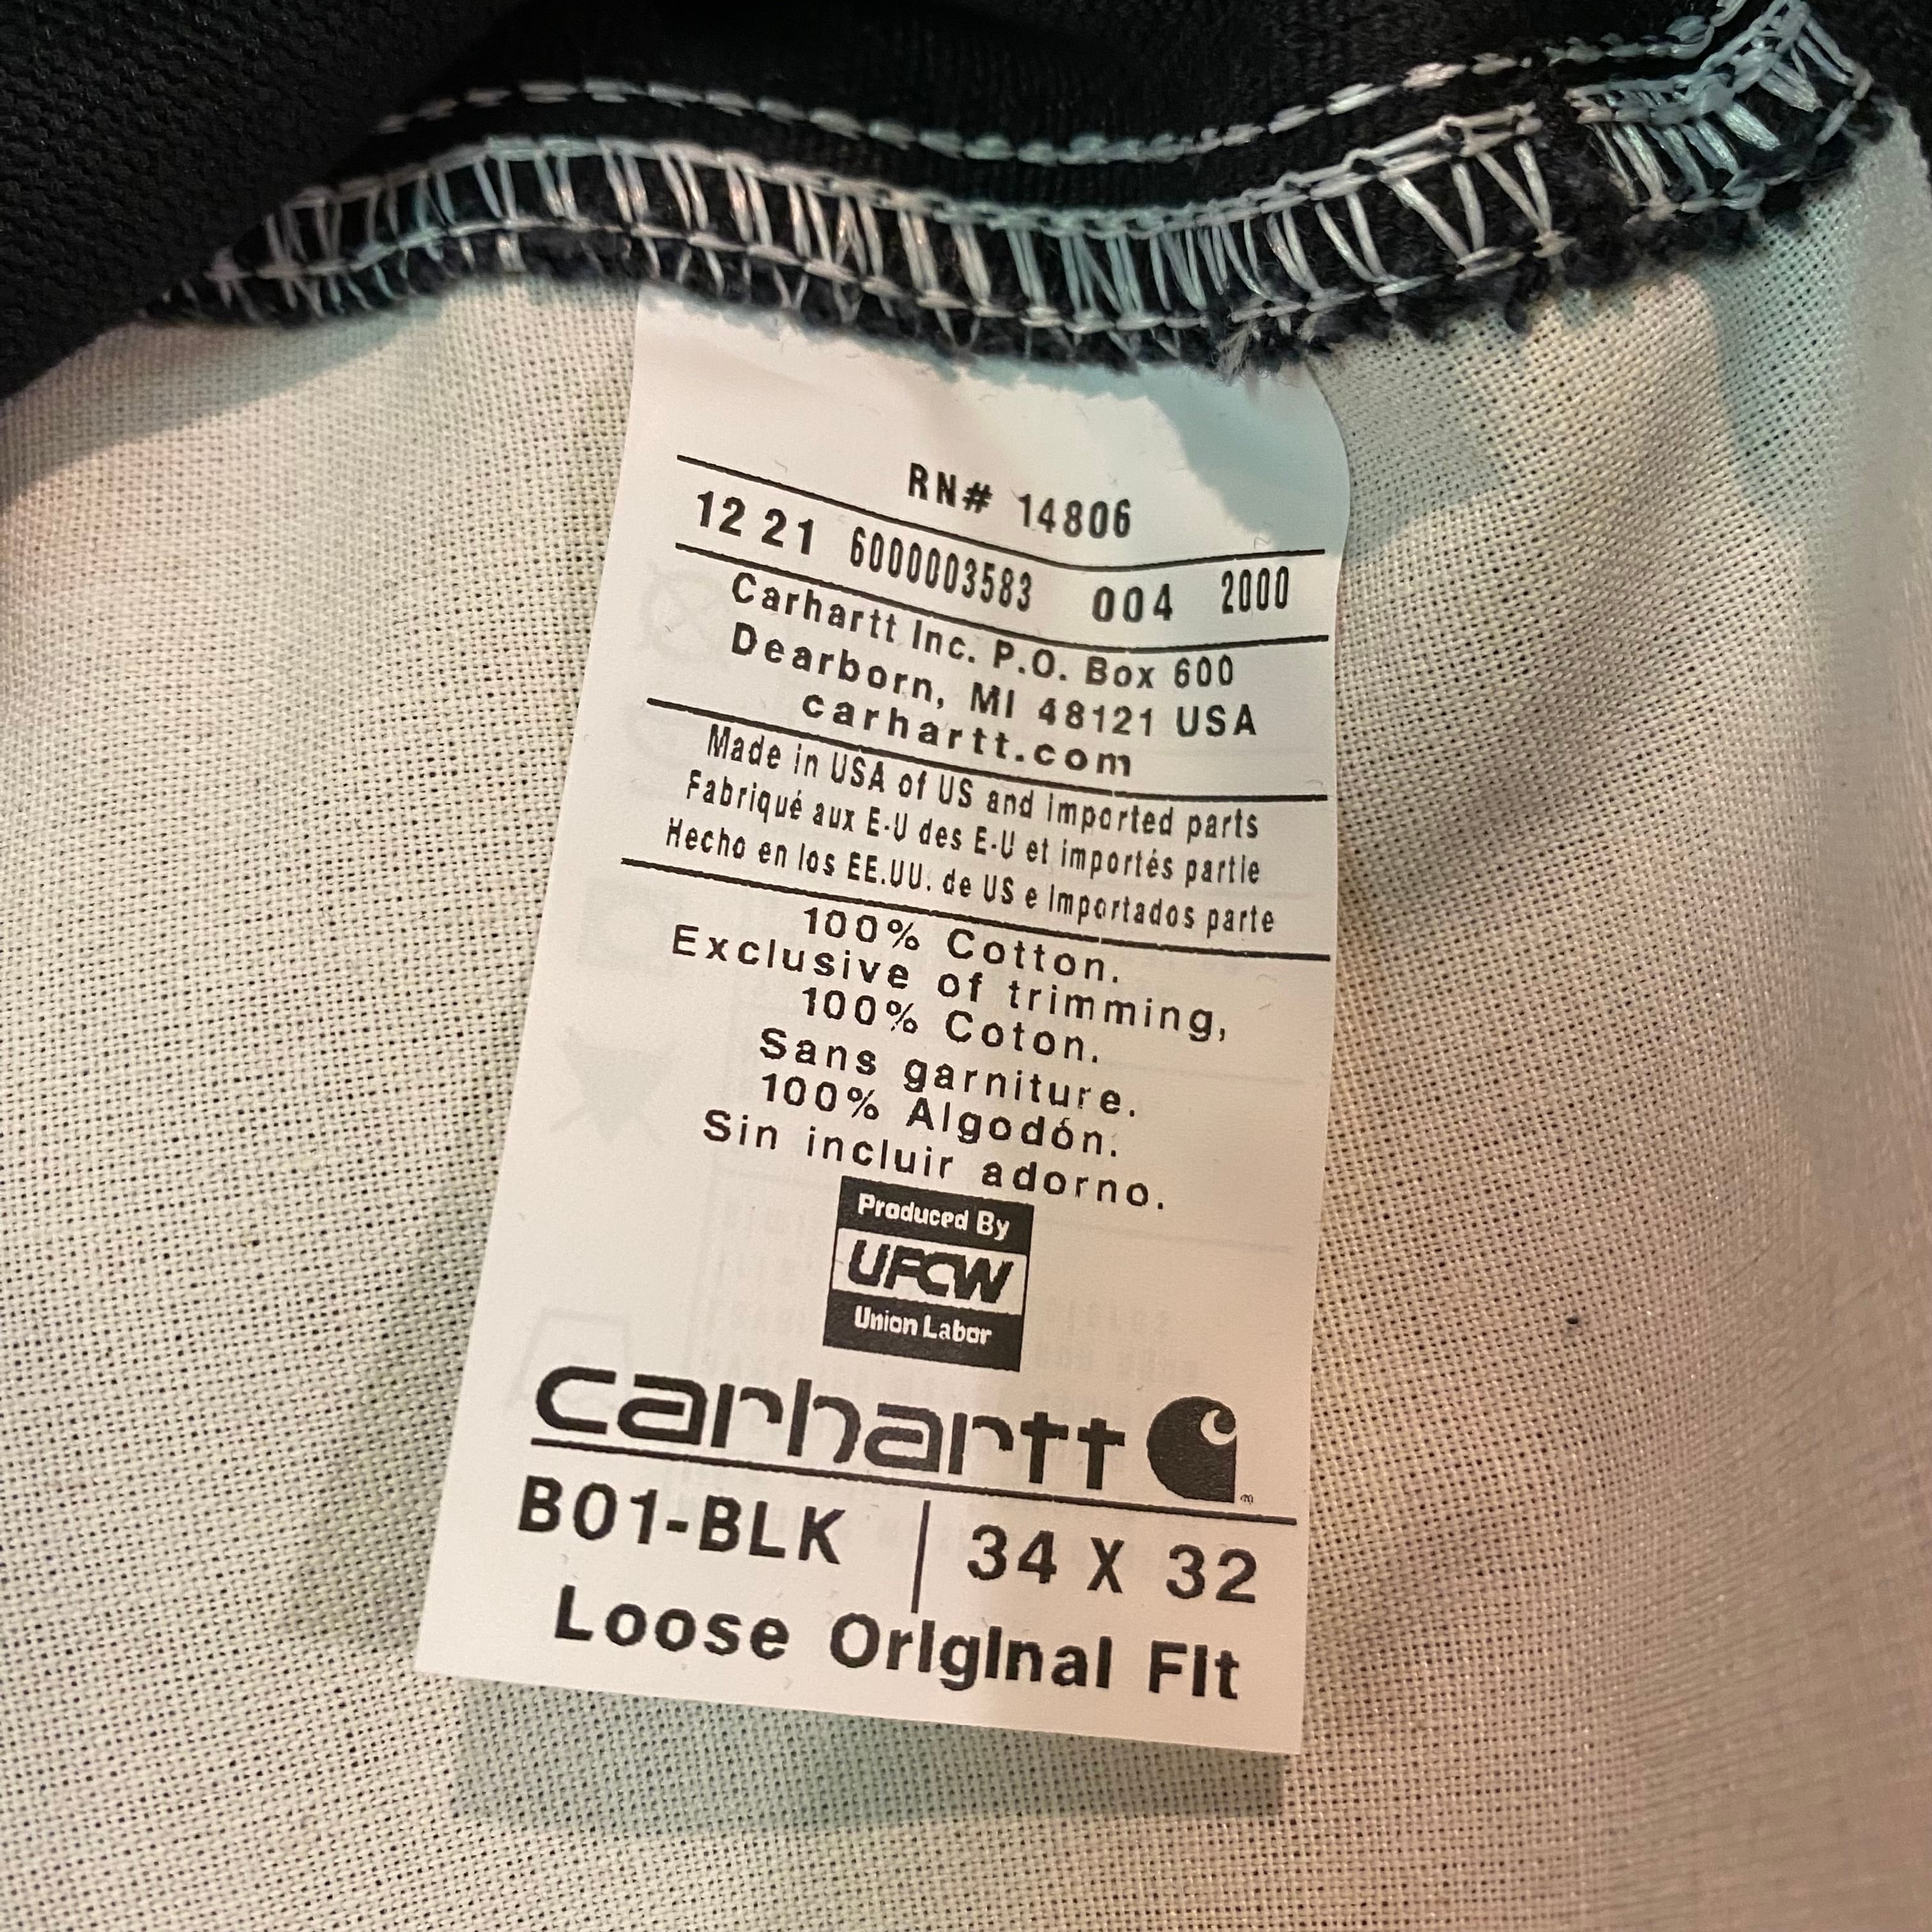 RN# 14806
12 21 6000003583 004 2000
Carhartt Inc. P.O. Box 600
Dearborn, MI 48121 USA
carhartt.com
Made in USA of US and imported parts
Fabriqué aux E-U des E-U et importés partie
Hecho en los EE.UU. de US e Importados parte
100% Cotton.
Exclusive of trimming,
100% Coton.
Sans garniture.
100% Algodón.
Sin incluir adorno.
Produced By
UFCW
Union Labor
carhartt
B01-BLK | 34 X 32
Loose Original Fit